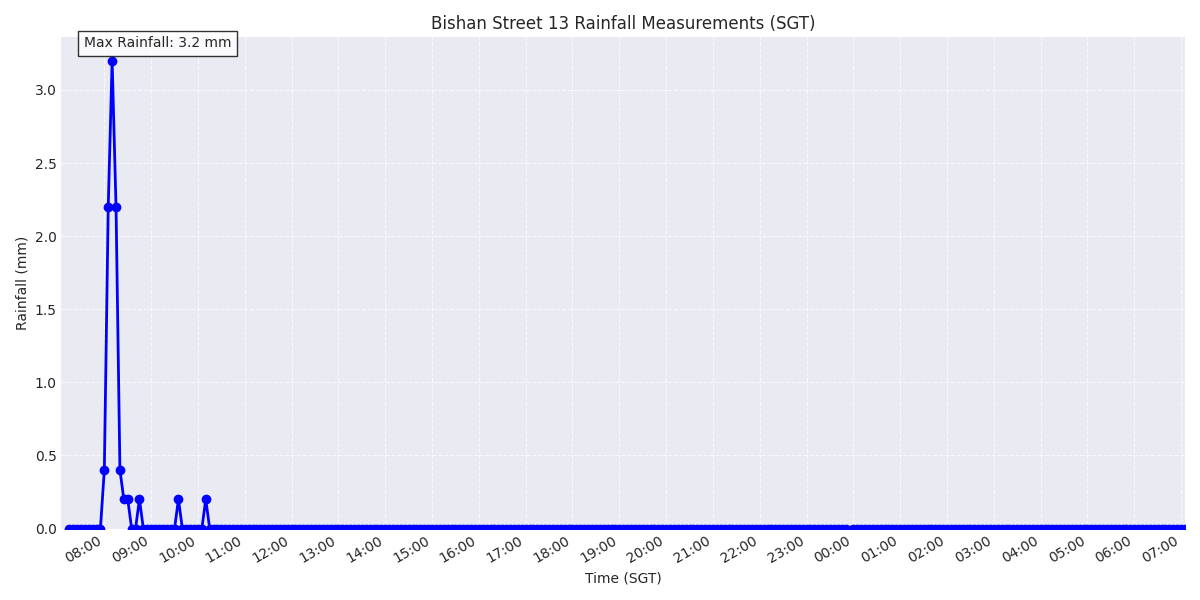 Bishan Street 13 Rainfall Measurements (SGT)
Max Rainfall: 3.2 mm
3.0
2.5
2.0
1.5
1.0
0.5
0.0
Rainfall (mm)
08:00 09:00 10:00 11:00 12:00 13:00 14:00 15:00 16:00 17:00 18:00 19:00 20:00 21:00 22:00 23:00 00:00 01:00 02:00 03:00 04:00 05:00 06:00 07:00
Time (SGT)